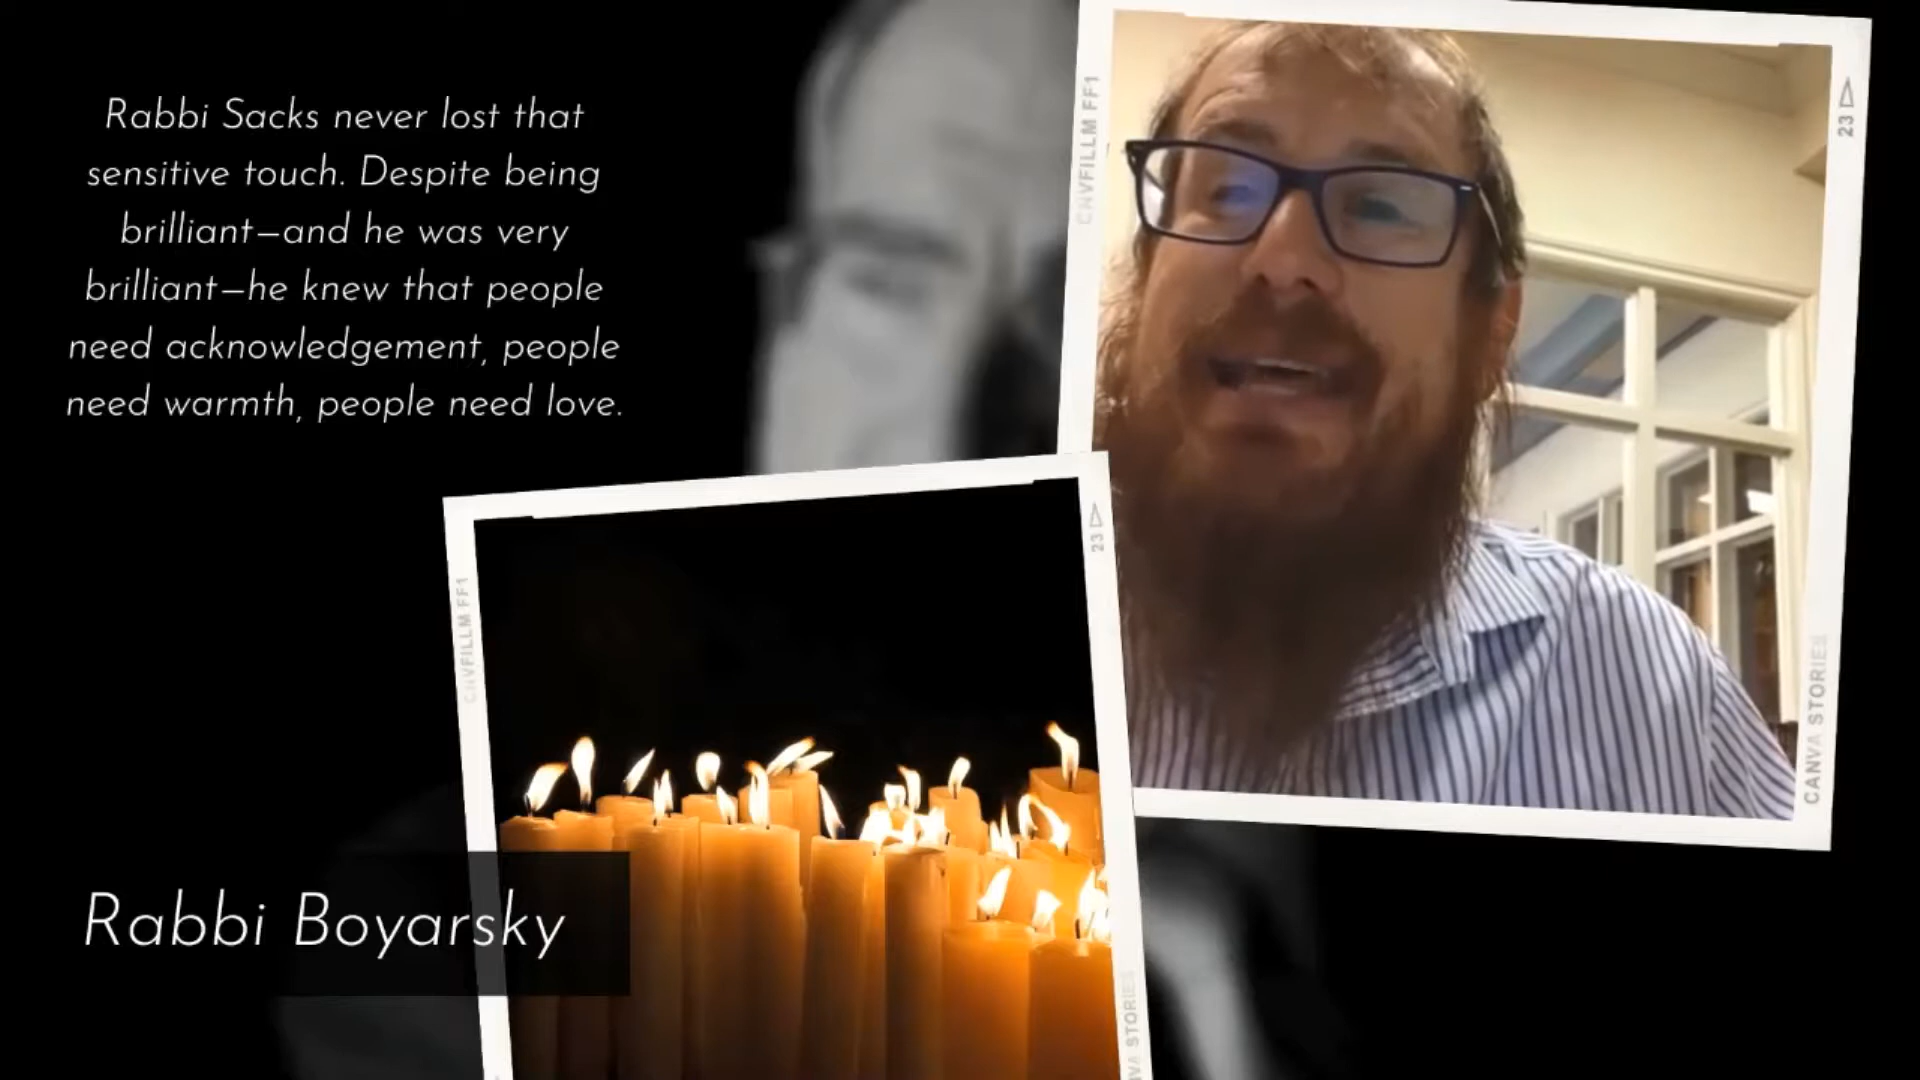 Rabbi Sacks never lost that
sensitive touch. Despite being
brilliant—and he was very
brilliant—he knew that people
need acknowledgement, people
need warmth, people need love.
CNVFILLM FF1
23
CANVA STORIES
CNVFILLM FF1
23
VA STORIES
Rabbi Boyarsky